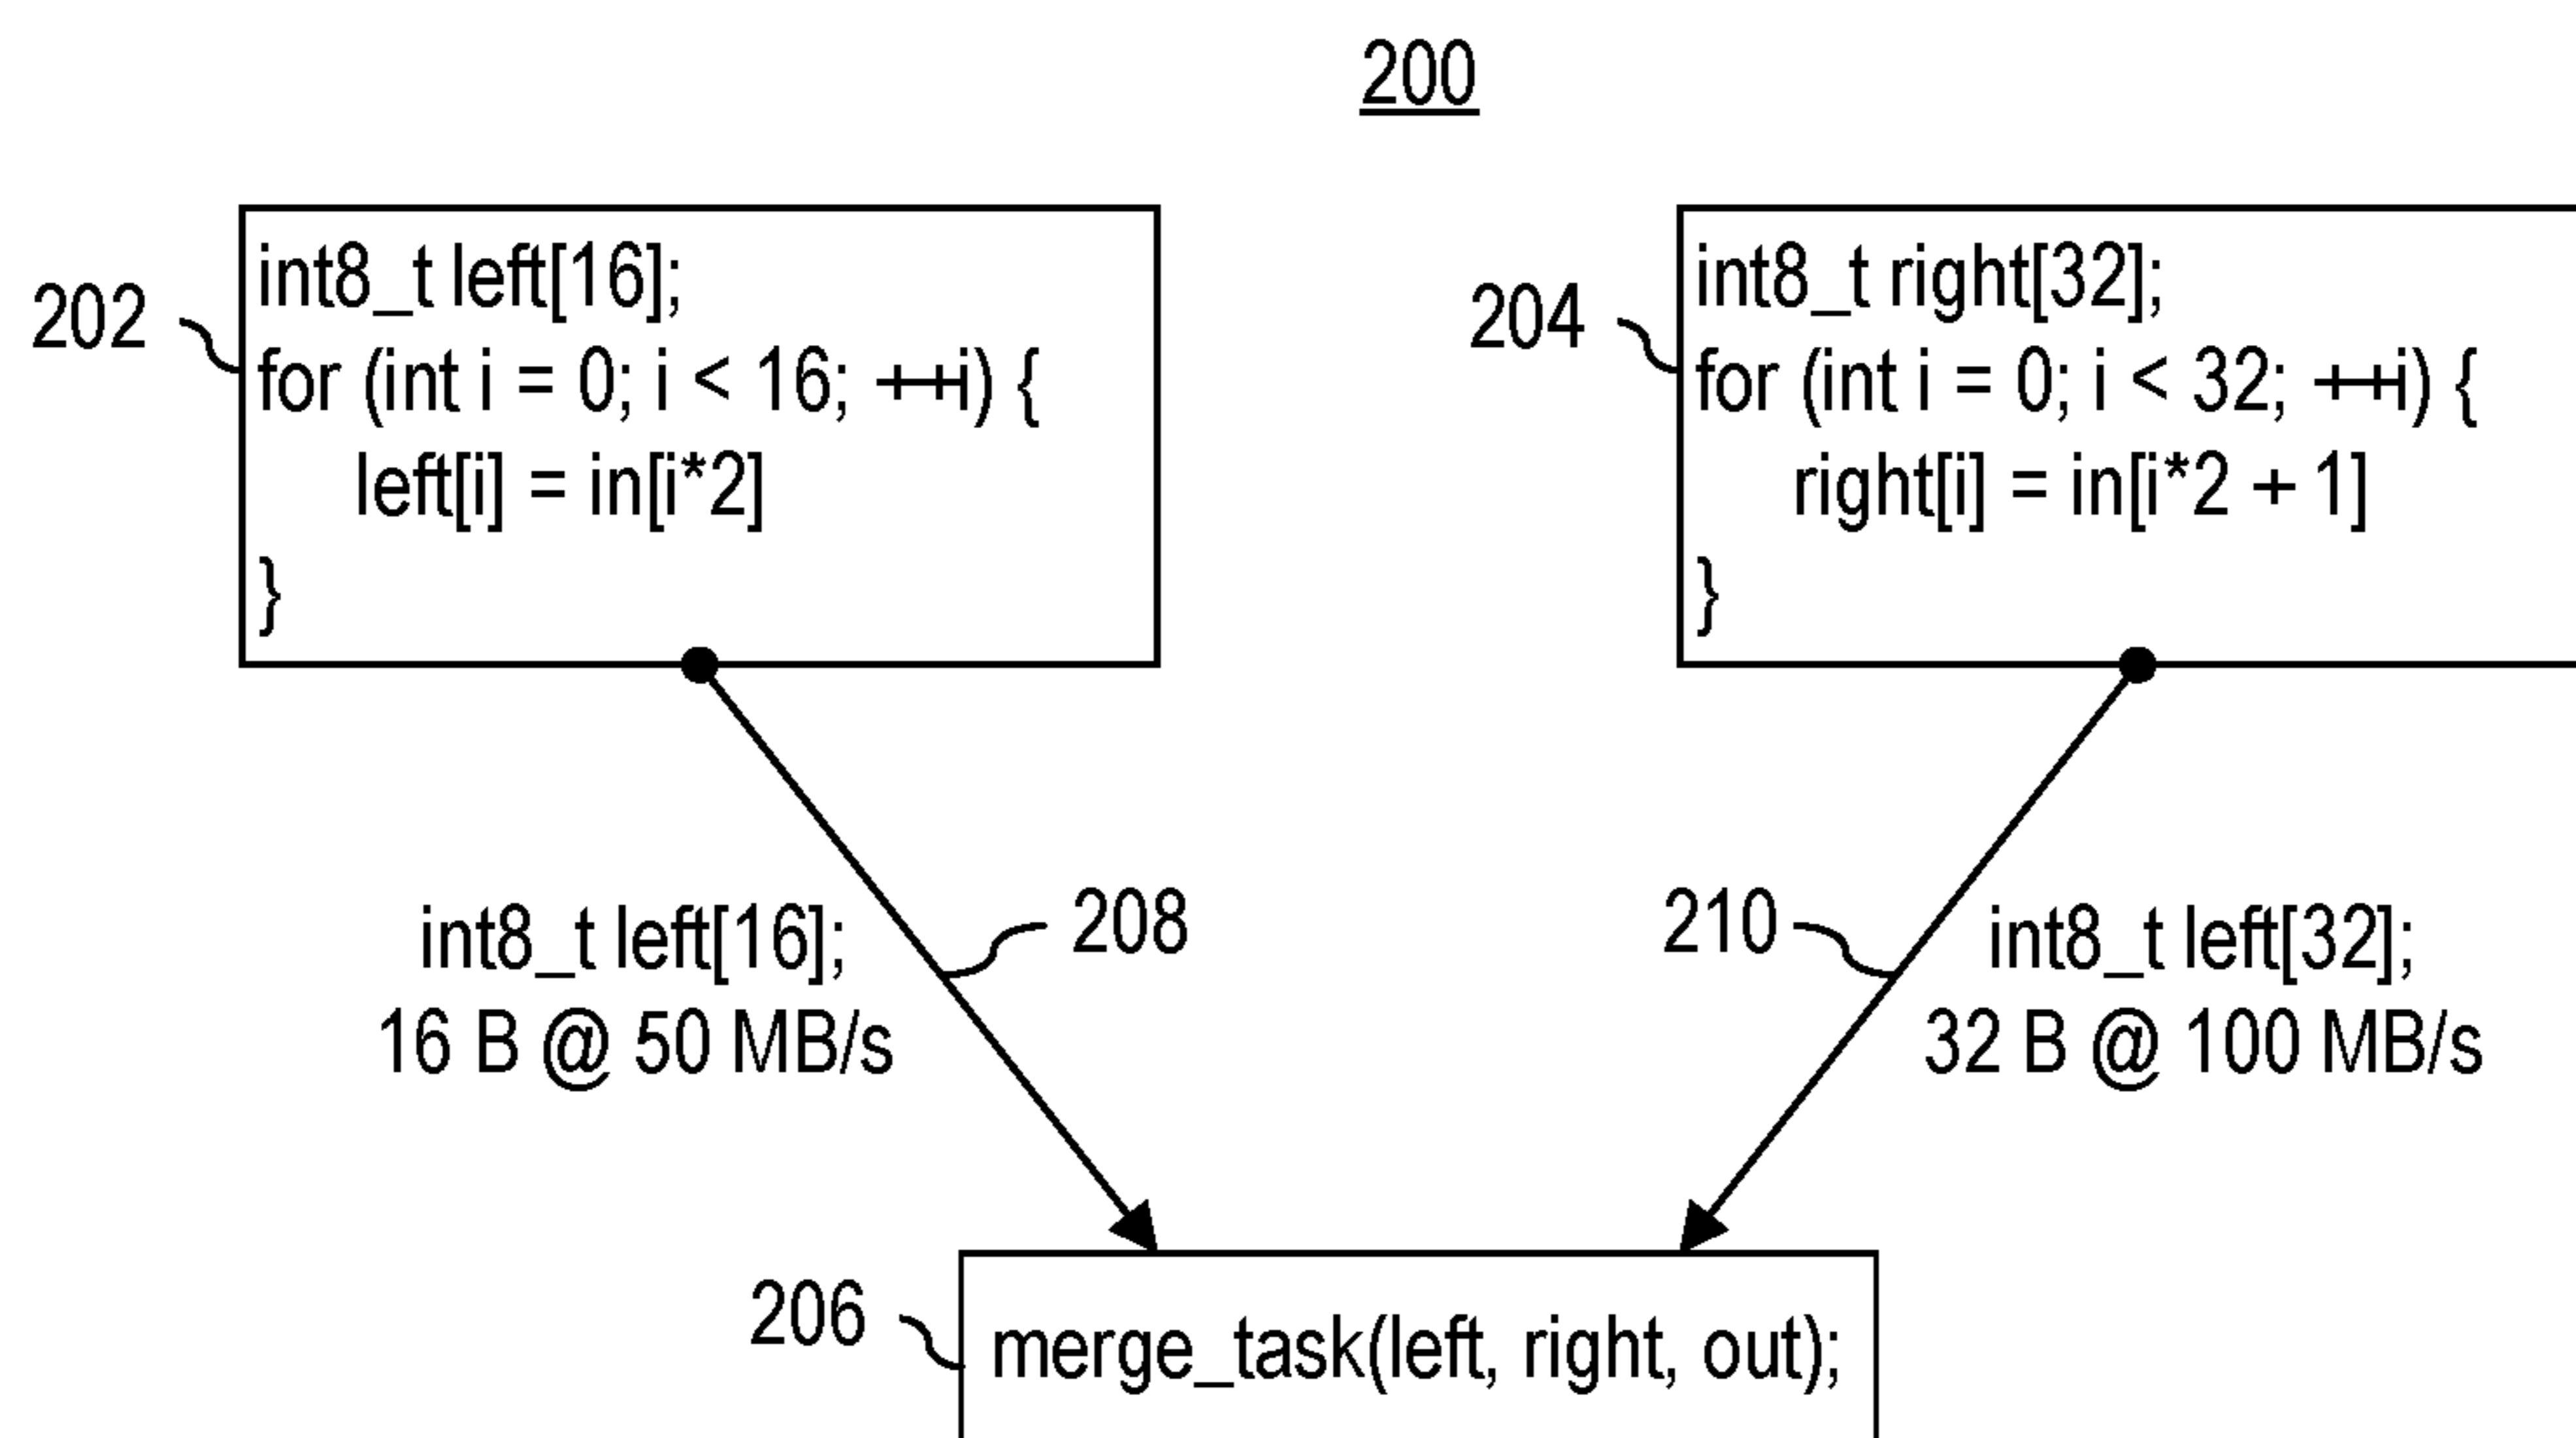 200
202
int8_t left[16];
for (int i = 0; i < 16; ++i) {
left[i] = in[i*2]
}
204
int8_t right[32];
for (int i = 0; i < 32; ++i) {
right[i] = in[i*2 + 1]
}
int8_t left[16];
16 B @ 50 MB/s
208
210
int8_t left[32];
32 B @ 100 MB/s
206
merge_task(left, right, out);